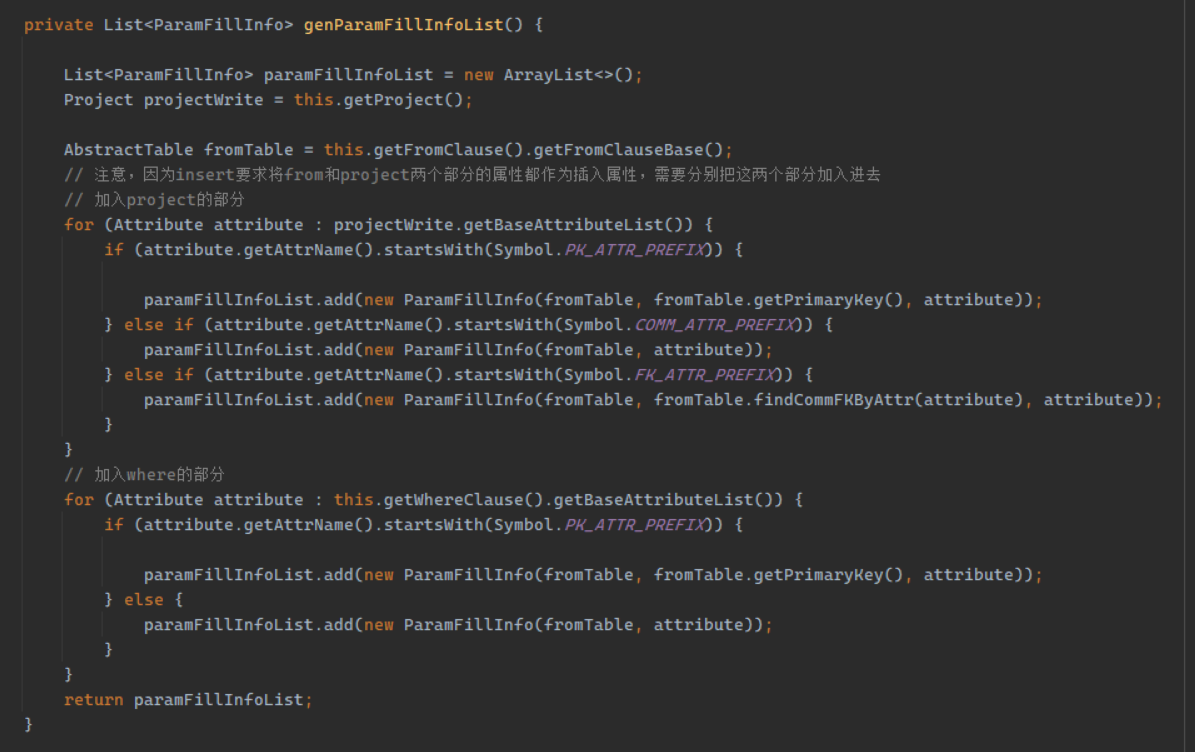 private List<ParamFillInfo> genParamFillInfoList() {
List<ParamFillInfo> paramFillInfoList = new ArrayList<>();
Project projectWrite = this.getProject();
AbstractTable fromTable = this.getFromClause().getFromClauseBase();
// 注意，因为insert要求将from和project两个部分的属性都作为插入属性，需要分别把这两个部分加入进去
// 加入project的部分
for (Attribute attribute : projectWrite.getBaseAttributeList()) {
if (attribute.getAttrName().startsWith(Symbol.PK_ATTR_PREFIX)) {
paramFillInfoList.add(new ParamFillInfo(fromTable, fromTable.getPrimaryKey(), attribute));
} else if (attribute.getAttrName().startsWith(Symbol.COMM_ATTR_PREFIX)) {
paramFillInfoList.add(new ParamFillInfo(fromTable, attribute));
} else if (attribute.getAttrName().startsWith(Symbol.FK_ATTR_PREFIX)) {
paramFillInfoList.add(new ParamFillInfo(fromTable, fromTable.findCommFKByAttr(attribute), attribute));
}
}
// 加入where的部分
for (Attribute attribute : this.getWhereClause().getBaseAttributeList()) {
if (attribute.getAttrName().startsWith(Symbol.PK_ATTR_PREFIX)) {
paramFillInfoList.add(new ParamFillInfo(fromTable, fromTable.getPrimaryKey(), attribute));
} else {
paramFillInfoList.add(new ParamFillInfo(fromTable, attribute));
}
}
return paramFillInfoList;
}